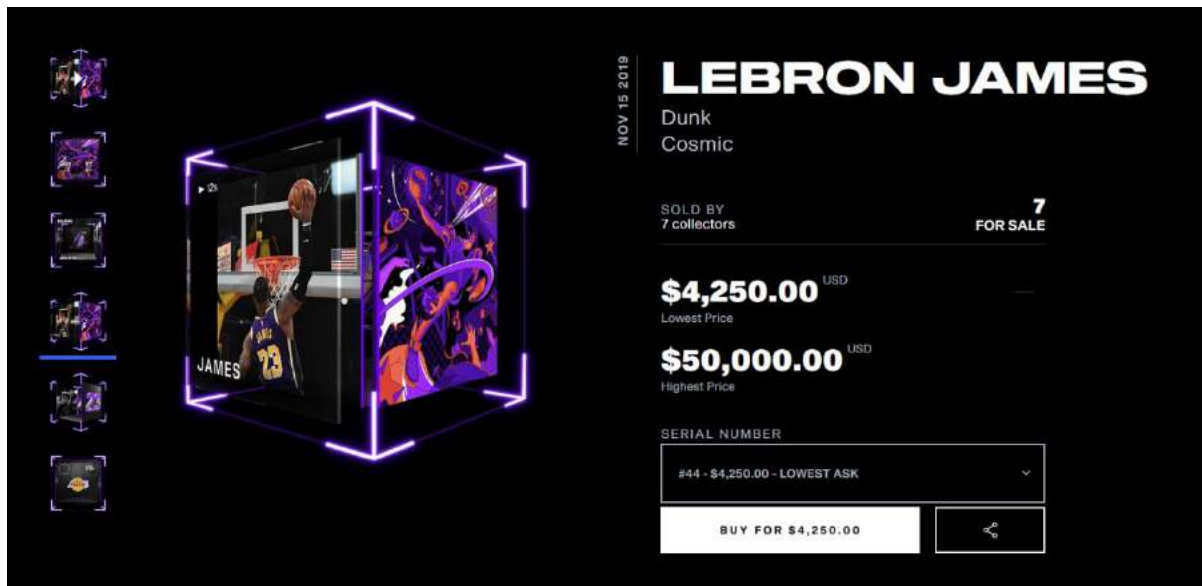 NOV 15 2019
LEBRON JAMES
Dunk
Cosmic
SOLD BY
7 collectors
7
FOR SALE
$4,250.00 USD
Lowest Price
$50,000.00 USD
Highest Price
SERIAL NUMBER
#44 - $4,250.00 - LOWEST ASK
BUY FOR $4,250.00
12s
JAMES
JAMES
23